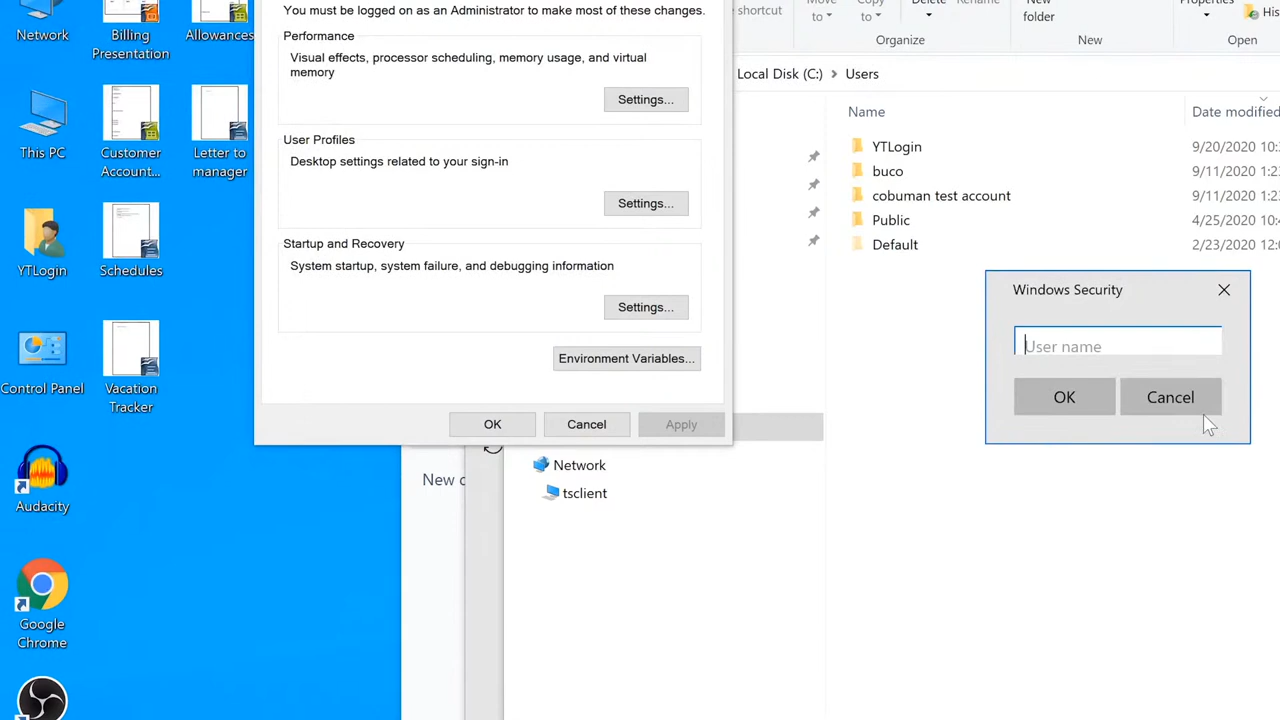 Network
Billing
Presentation
Allowances
This PC
Customer
Account...
Letter to
manager
YTLogin
Schedules
Control Panel
Vacation
Tracker
Audacity
Google
Chrome
You must be logged on as an Administrator to make most of these changes.
Performance
Visual effects, processor scheduling, memory usage, and virtual
memory
Settings...
User Profiles
Desktop settings related to your sign-in
Settings...
Startup and Recovery
System startup, system failure, and debugging information
Settings...
Environment Variables...
OK
Cancel
Apply
New
Network
tsclient
shortcut
Move
to
Copy
to
Delete
Rename
Organize
New
folder
New
Properties
Open
Local Disk (C:)
Users
Name
Date modified
YTLogin
9/20/2020
buco
9/11/2020
cobuman test account
9/11/2020
Public
4/25/2020
Default
2/23/2020
Windows Security
User name
OK
Cancel